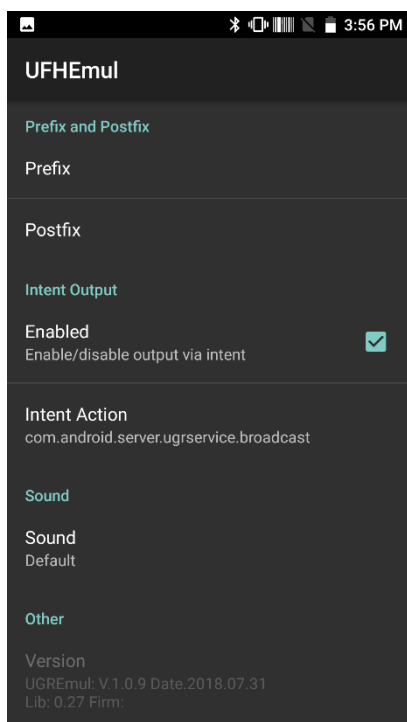 3:56 PM
UFHEmul
Prefix and Postfix
Prefix
Postfix
Intent Output
Enabled
Enable/disable output via intent
Intent Action
com.android.server.ugrservice.broadcast
Sound
Sound
Default
Other
Version
UGREmul: V.1.0.9 Date.2018.07.31
Lib: 0.27 Firm: